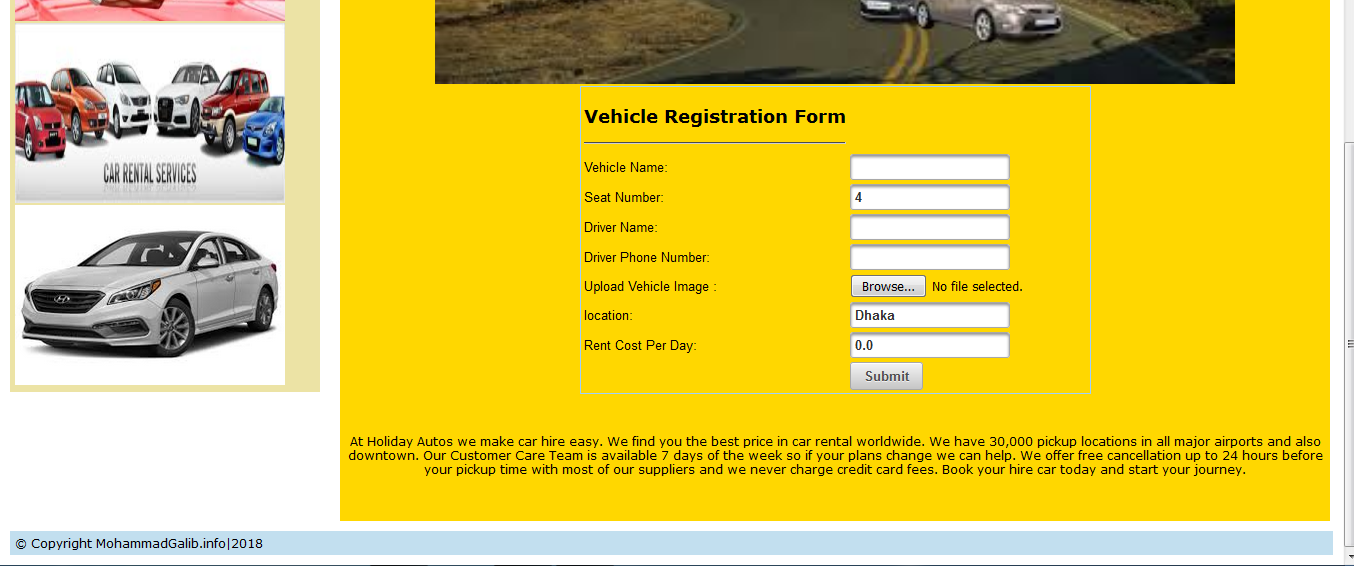 CAR RENTAL SERVICES
Vehicle Registration Form
Vehicle Name:
Seat Number: 4
Driver Name:
Driver Phone Number:
Upload Vehicle Image : Browse... No file selected.
location: Dhaka
Rent Cost Per Day: 0.0
Submit
At Holiday Autos we make car hire easy. We find you the best price in car rental worldwide. We have 30,000 pickup locations in all major airports and also
downtown. Our Customer Care Team is available 7 days of the week so if your plans change we can help. We offer free cancellation up to 24 hours before
your pickup time with most of our suppliers and we never charge credit card fees. Book your hire car today and start your journey.
© Copyright MohammadGalib.info|2018